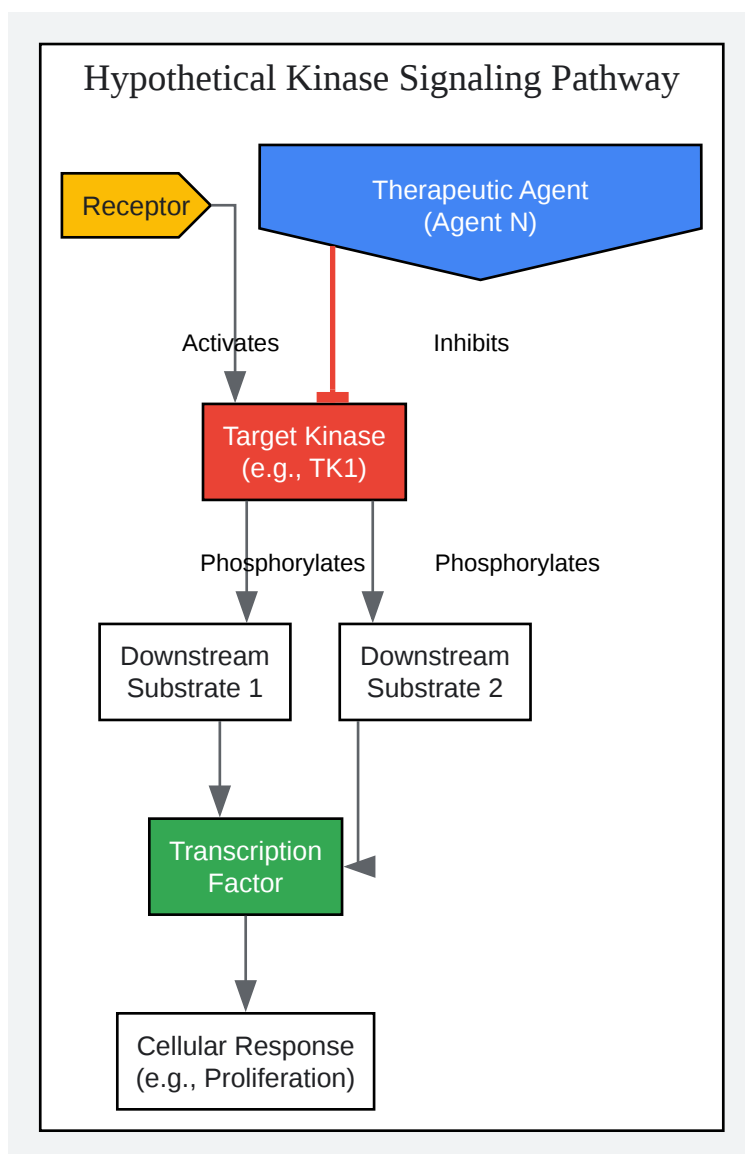 Hypothetical Kinase Signaling Pathway
Receptor
Therapeutic Agent
(Agent N)
Activates
Inhibits
Target Kinase
(e.g., TK1)
Phosphorylates
Phosphorylates
Downstream
Substrate 1
Downstream
Substrate 2
Transcription
Factor
Cellular Response
(e.g., Proliferation)